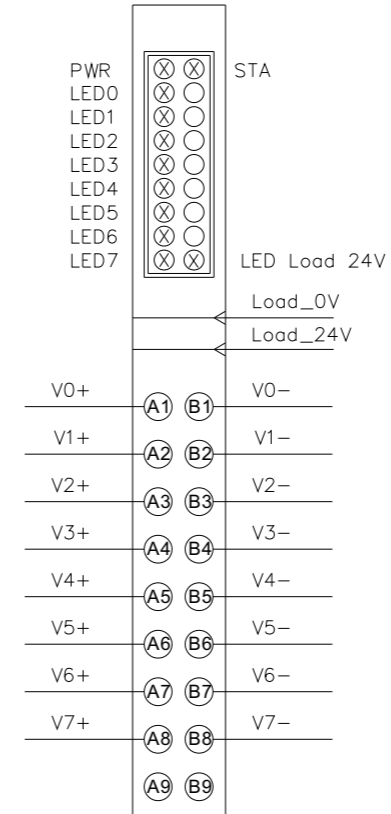 PWR STA
LED0
LED1
LED2
LED3
LED4
LED5
LED6
LED7 LED Load 24V
Load_0V
Load_24V
V0+ A1 B1 V0-
V1+ A2 B2 V1-
V2+ A3 B3 V2-
V3+ A4 B4 V3-
V4+ A5 B5 V4-
V5+ A6 B6 V5-
V6+ A7 B7 V6-
V7+ A8 B8 V7-
A9 B9